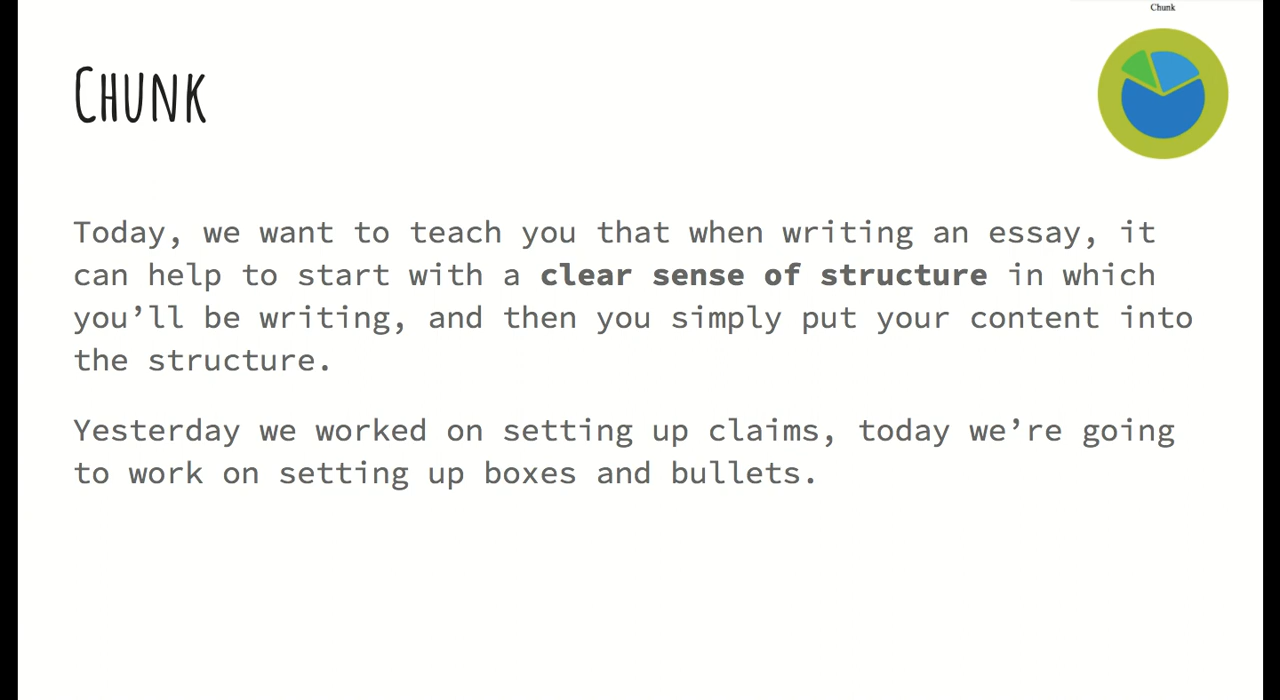 Chunk
Chunk
Today, we want to teach you that when writing an essay, it
can help to start with a clear sense of structure in which
you’ll be writing, and then you simply put your content into
the structure.
Yesterday we worked on setting up claims, today we’re going
to work on setting up boxes and bullets.